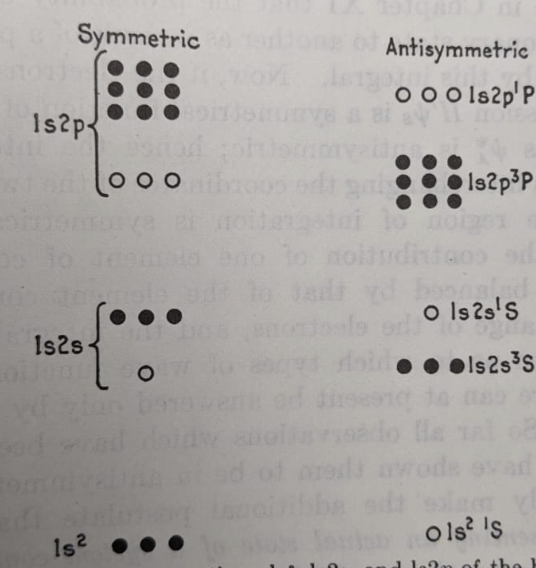 Symmetric
Antisymmetric
1s2p
1s2p¹P
1s2p³P
1s2s
1s2s¹S
1s2s³S
1s²
1s² ¹S